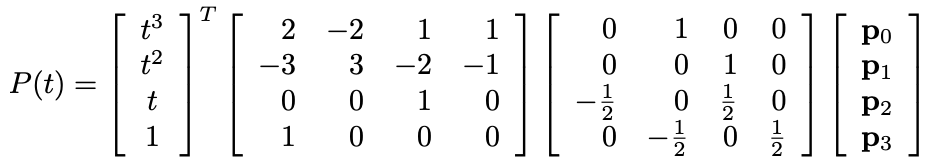 P(t) = [ t³ t² t 1 ]ᵀ [ 2 −2 1 1 ] [ 0 1 0 0 ] [ p₀ ]
[ −3 3 −2 −1 ] [ 0 0 1 0 ] [ p₁ ]
[ 0 0 1 0 ] [ −1/2 0 1/2 0 ] [ p₂ ]
[ 1 0 0 0 ] [ 0 −1/2 0 1/2 ] [ p₃ ]